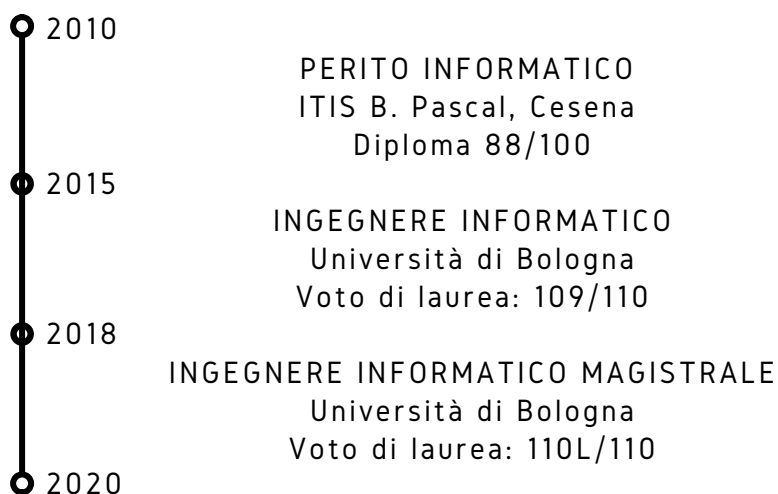 2010
PERITO INFORMATICO
ITIS B. Pascal, Cesena
Diploma 88/100
2015
INGEGNERE INFORMATICO
Università di Bologna
Voto di laurea: 109/110
2018
INGEGNERE INFORMATICO MAGISTRALE
Università di Bologna
Voto di laurea: 110L/110
2020